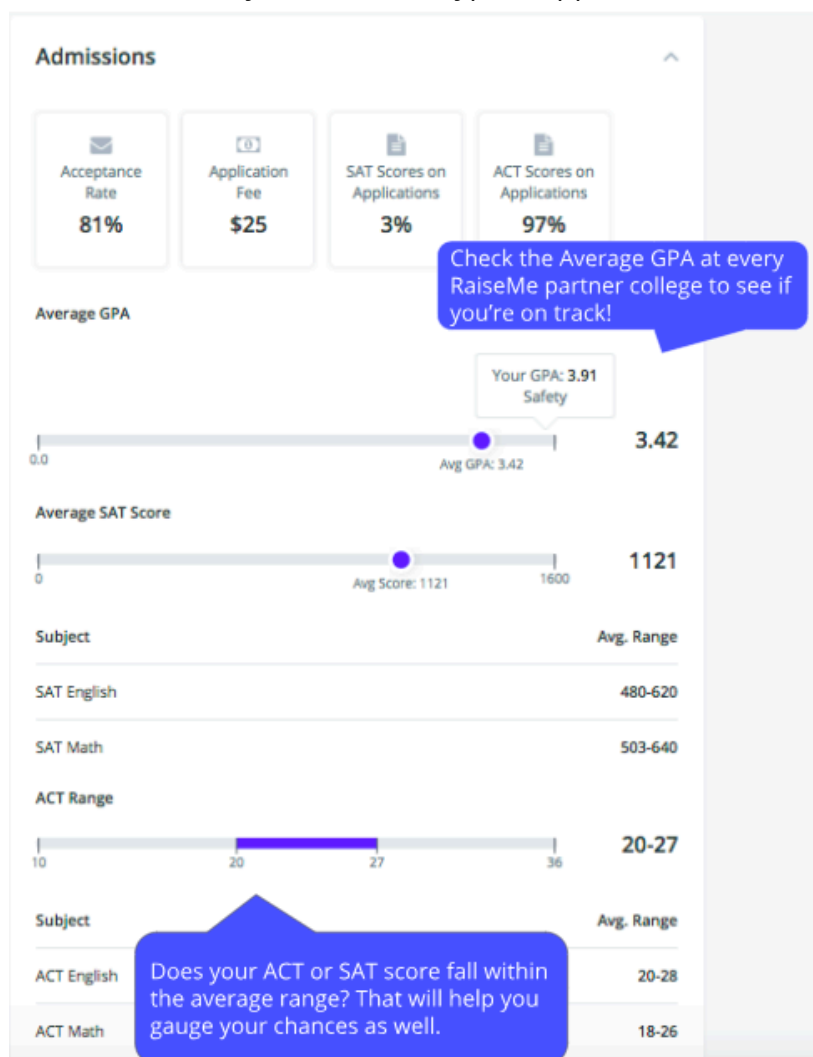 Admissions
Acceptance
Rate
81%
Application
Fee
$25
SAT Scores on
Applications
3%
ACT Scores on
Applications
97%
Check the Average GPA at every
RaiseMe partner college to see if
you're on track!
Average GPA
Your GPA: 3.91
Safety
0.0
Avg GPA: 3.42
3.42
Average SAT Score
0
Avg Score: 1121
1600
1121
Subject Avg. Range
SAT English 480-620
SAT Math 503-640
ACT Range
10
20
27
36
20-27
Subject Avg. Range
ACT English 20-28
ACT Math 18-26
Does your ACT or SAT score fall within
the average range? That will help you
gauge your chances as well.